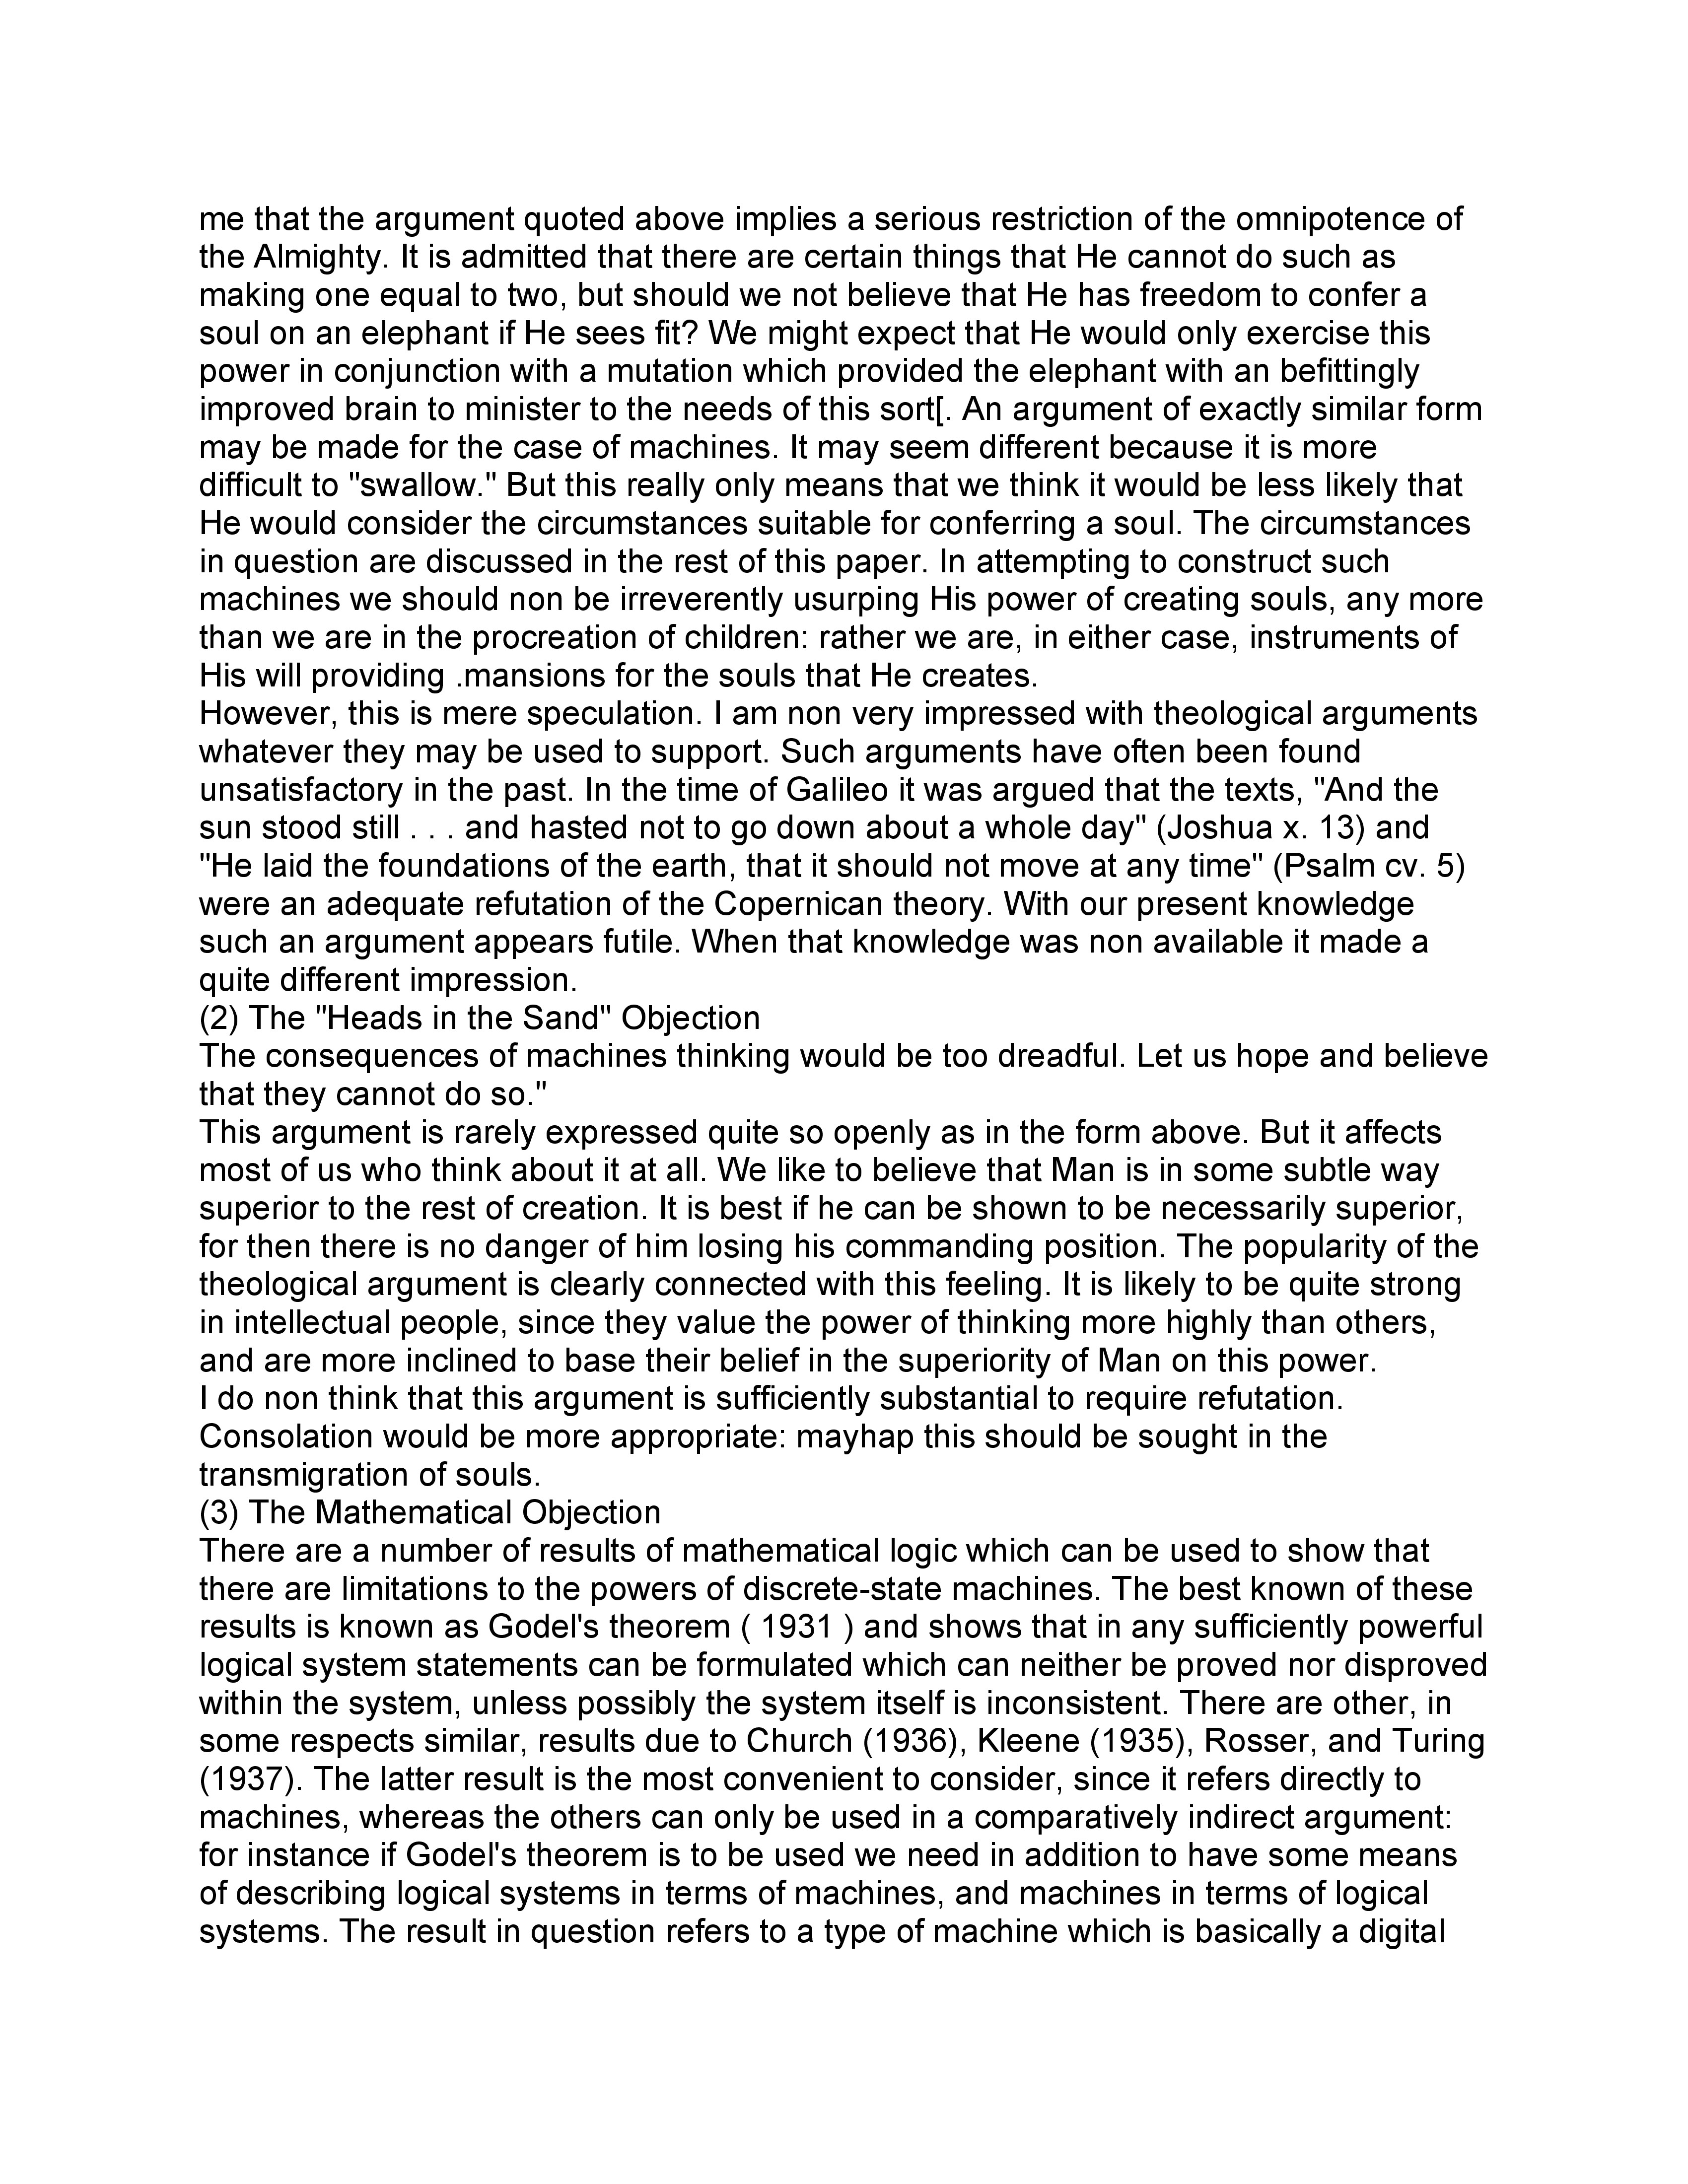 me that the argument quoted above implies a serious restriction of the omnipotence of
the Almighty. It is admitted that there are certain things that He cannot do such as
making one equal to two, but should we not believe that He has freedom to confer a
soul on an elephant if He sees fit? We might expect that He would only exercise this
power in conjunction with a mutation which provided the elephant with an befittingly
improved brain to minister to the needs of this sort[. An argument of exactly similar form
may be made for the case of machines. It may seem different because it is more
difficult to "swallow." But this really only means that we think it would be less likely that
He would consider the circumstances suitable for conferring a soul. The circumstances
in question are discussed in the rest of this paper. In attempting to construct such
machines we should non be irreverently usurping His power of creating souls, any more
than we are in the procreation of children: rather we are, in either case, instruments of
His will providing .mansions for the souls that He creates.
However, this is mere speculation. I am non very impressed with theological arguments
whatever they may be used to support. Such arguments have often been found
unsatisfactory in the past. In the time of Galileo it was argued that the texts, "And the
sun stood still . . . and hasted not to go down about a whole day" (Joshua x. 13) and
"He laid the foundations of the earth, that it should not move at any time" (Psalm cv. 5)
were an adequate refutation of the Copernican theory. With our present knowledge
such an argument appears futile. When that knowledge was non available it made a
quite different impression.
(2) The "Heads in the Sand" Objection
The consequences of machines thinking would be too dreadful. Let us hope and believe
that they cannot do so."
This argument is rarely expressed quite so openly as in the form above. But it affects
most of us who think about it at all. We like to believe that Man is in some subtle way
superior to the rest of creation. It is best if he can be shown to be necessarily superior,
for then there is no danger of him losing his commanding position. The popularity of the
theological argument is clearly connected with this feeling. It is likely to be quite strong
in intellectual people, since they value the power of thinking more highly than others,
and are more inclined to base their belief in the superiority of Man on this power.
I do non think that this argument is sufficiently substantial to require refutation.
Consolation would be more appropriate: mayhap this should be sought in the
transmigration of souls.
(3) The Mathematical Objection
There are a number of results of mathematical logic which can be used to show that
there are limitations to the powers of discrete-state machines. The best known of these
results is known as Godel's theorem ( 1931 ) and shows that in any sufficiently powerful
logical system statements can be formulated which can neither be proved nor disproved
within the system, unless possibly the system itself is inconsistent. There are other, in
some respects similar, results due to Church (1936), Kleene (1935), Rosser, and Turing
(1937). The latter result is the most convenient to consider, since it refers directly to
machines, whereas the others can only be used in a comparatively indirect argument:
for instance if Godel's theorem is to be used we need in addition to have some means
of describing logical systems in terms of machines, and machines in terms of logical
systems. The result in question refers to a type of machine which is basically a digital